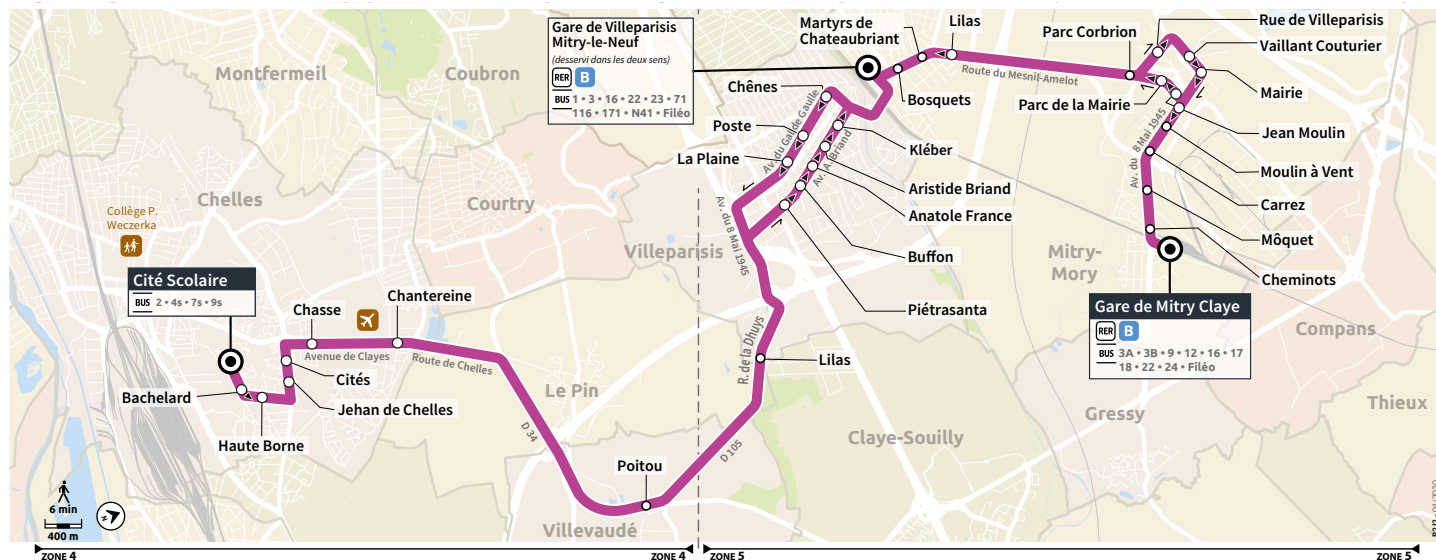 Gare de Villeparisis
Mitry-le-Neuf
(desservi dans les deux sens)
RER B
BUS 1 • 3 • 16 • 22 • 23 • 71
116 • 171 • N41 • Filéo
Martyrs de
Chateaubriant
Lilas
Parc Corbrion
Rue de Villeparisis
Vaillant Couturier
Mairie
Parc de la Mairie
Jean Moulin
Moulin à Vent
Carrez
Môquet
Cheminots
Route du Mesnil-Amelot
Bosquets
Chênes
Poste
La Plaine
Kléber
Aristide Briand
Anatole France
Buffon
Piétrasanta
Av. du Gal de Gaulle
Av. A. Briand
Av. du 8 Mai 1945
Av. du 8 Mai 1945
Montfermeil
Coubron
Chelles
Courtry
Villeparisis
Mitry-
Mory
Compans
Thieux
Gressy
Claye-Souilly
Le Pin
Villevaudé
Collège P.
Weczerka
Cité Scolaire
BUS 2 • 4s • 7s • 9s
Chasse
Chantereine
Avenue de Clayes
Route de Chelles
Cités
Jehan de Chelles
Bachelard
Haute Borne
D 34
Poitou
D 105
R. de la Dhuys
Lilas
Gare de Mitry Claye
RER B
BUS 3A • 3B • 9 • 12 • 16 • 17
18 • 22 • 24 • Filéo
6 min
400 m
ZONE 4
ZONE 4
ZONE 5
ZONE 5